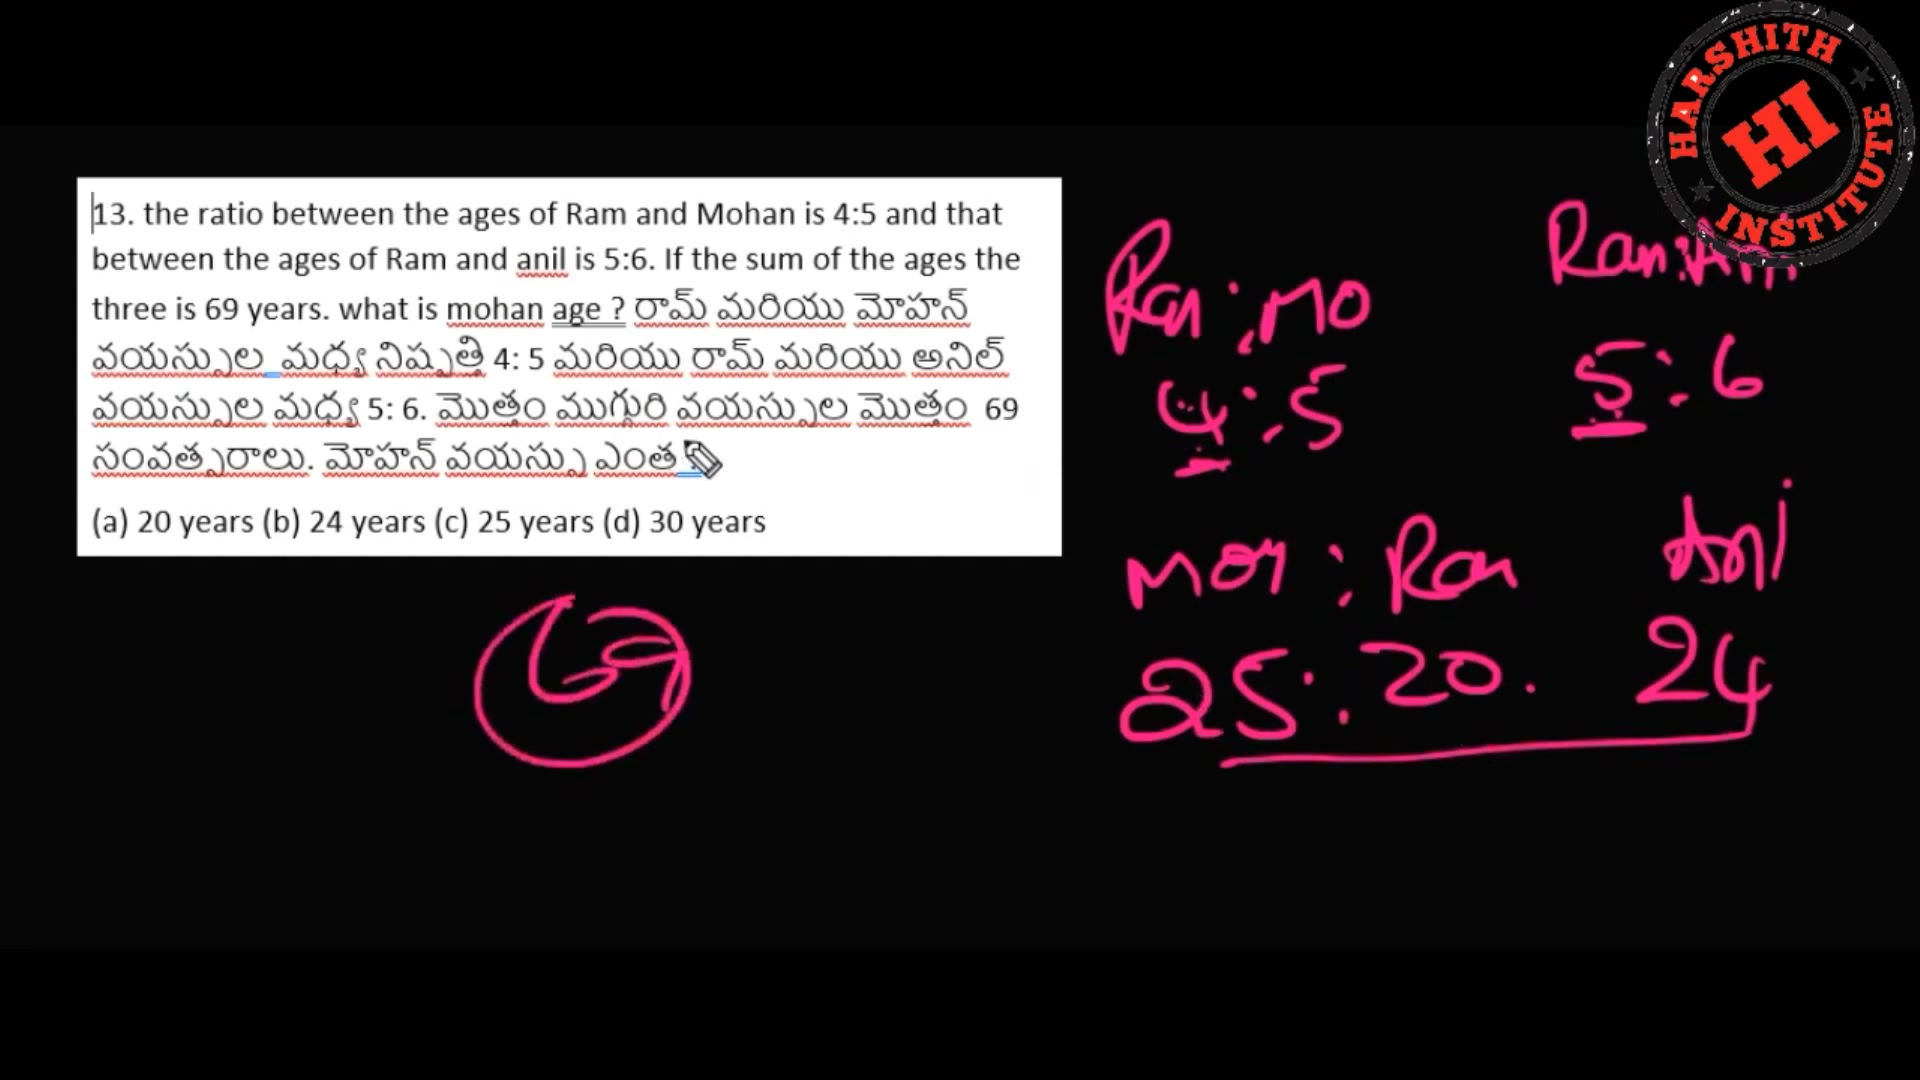 13. the ratio between the ages of Ram and Mohan is 4:5 and that
between the ages of Ram and anil is 5:6. If the sum of the ages the
three is 69 years. what is mohan age ? రామ్ మరియు మోహన్
వయస్సుల మధ్య నిష్పత్తి 4: 5 మరియు రామ్ మరియు అనిల్
వయస్సుల మధ్య 5: 6. మొత్తం ముగ్గురి వయస్సుల మొత్తం 69
సంవత్సరాలు. మోహన్ వయస్సు ఎంత
(a) 20 years (b) 24 years (c) 25 years (d) 30 years
69
Ram : Mo
4 : 5
5 : 6
Moh : Ram Ani
25 : 20 . 24
HARSHITH
HI
INSTITUTE